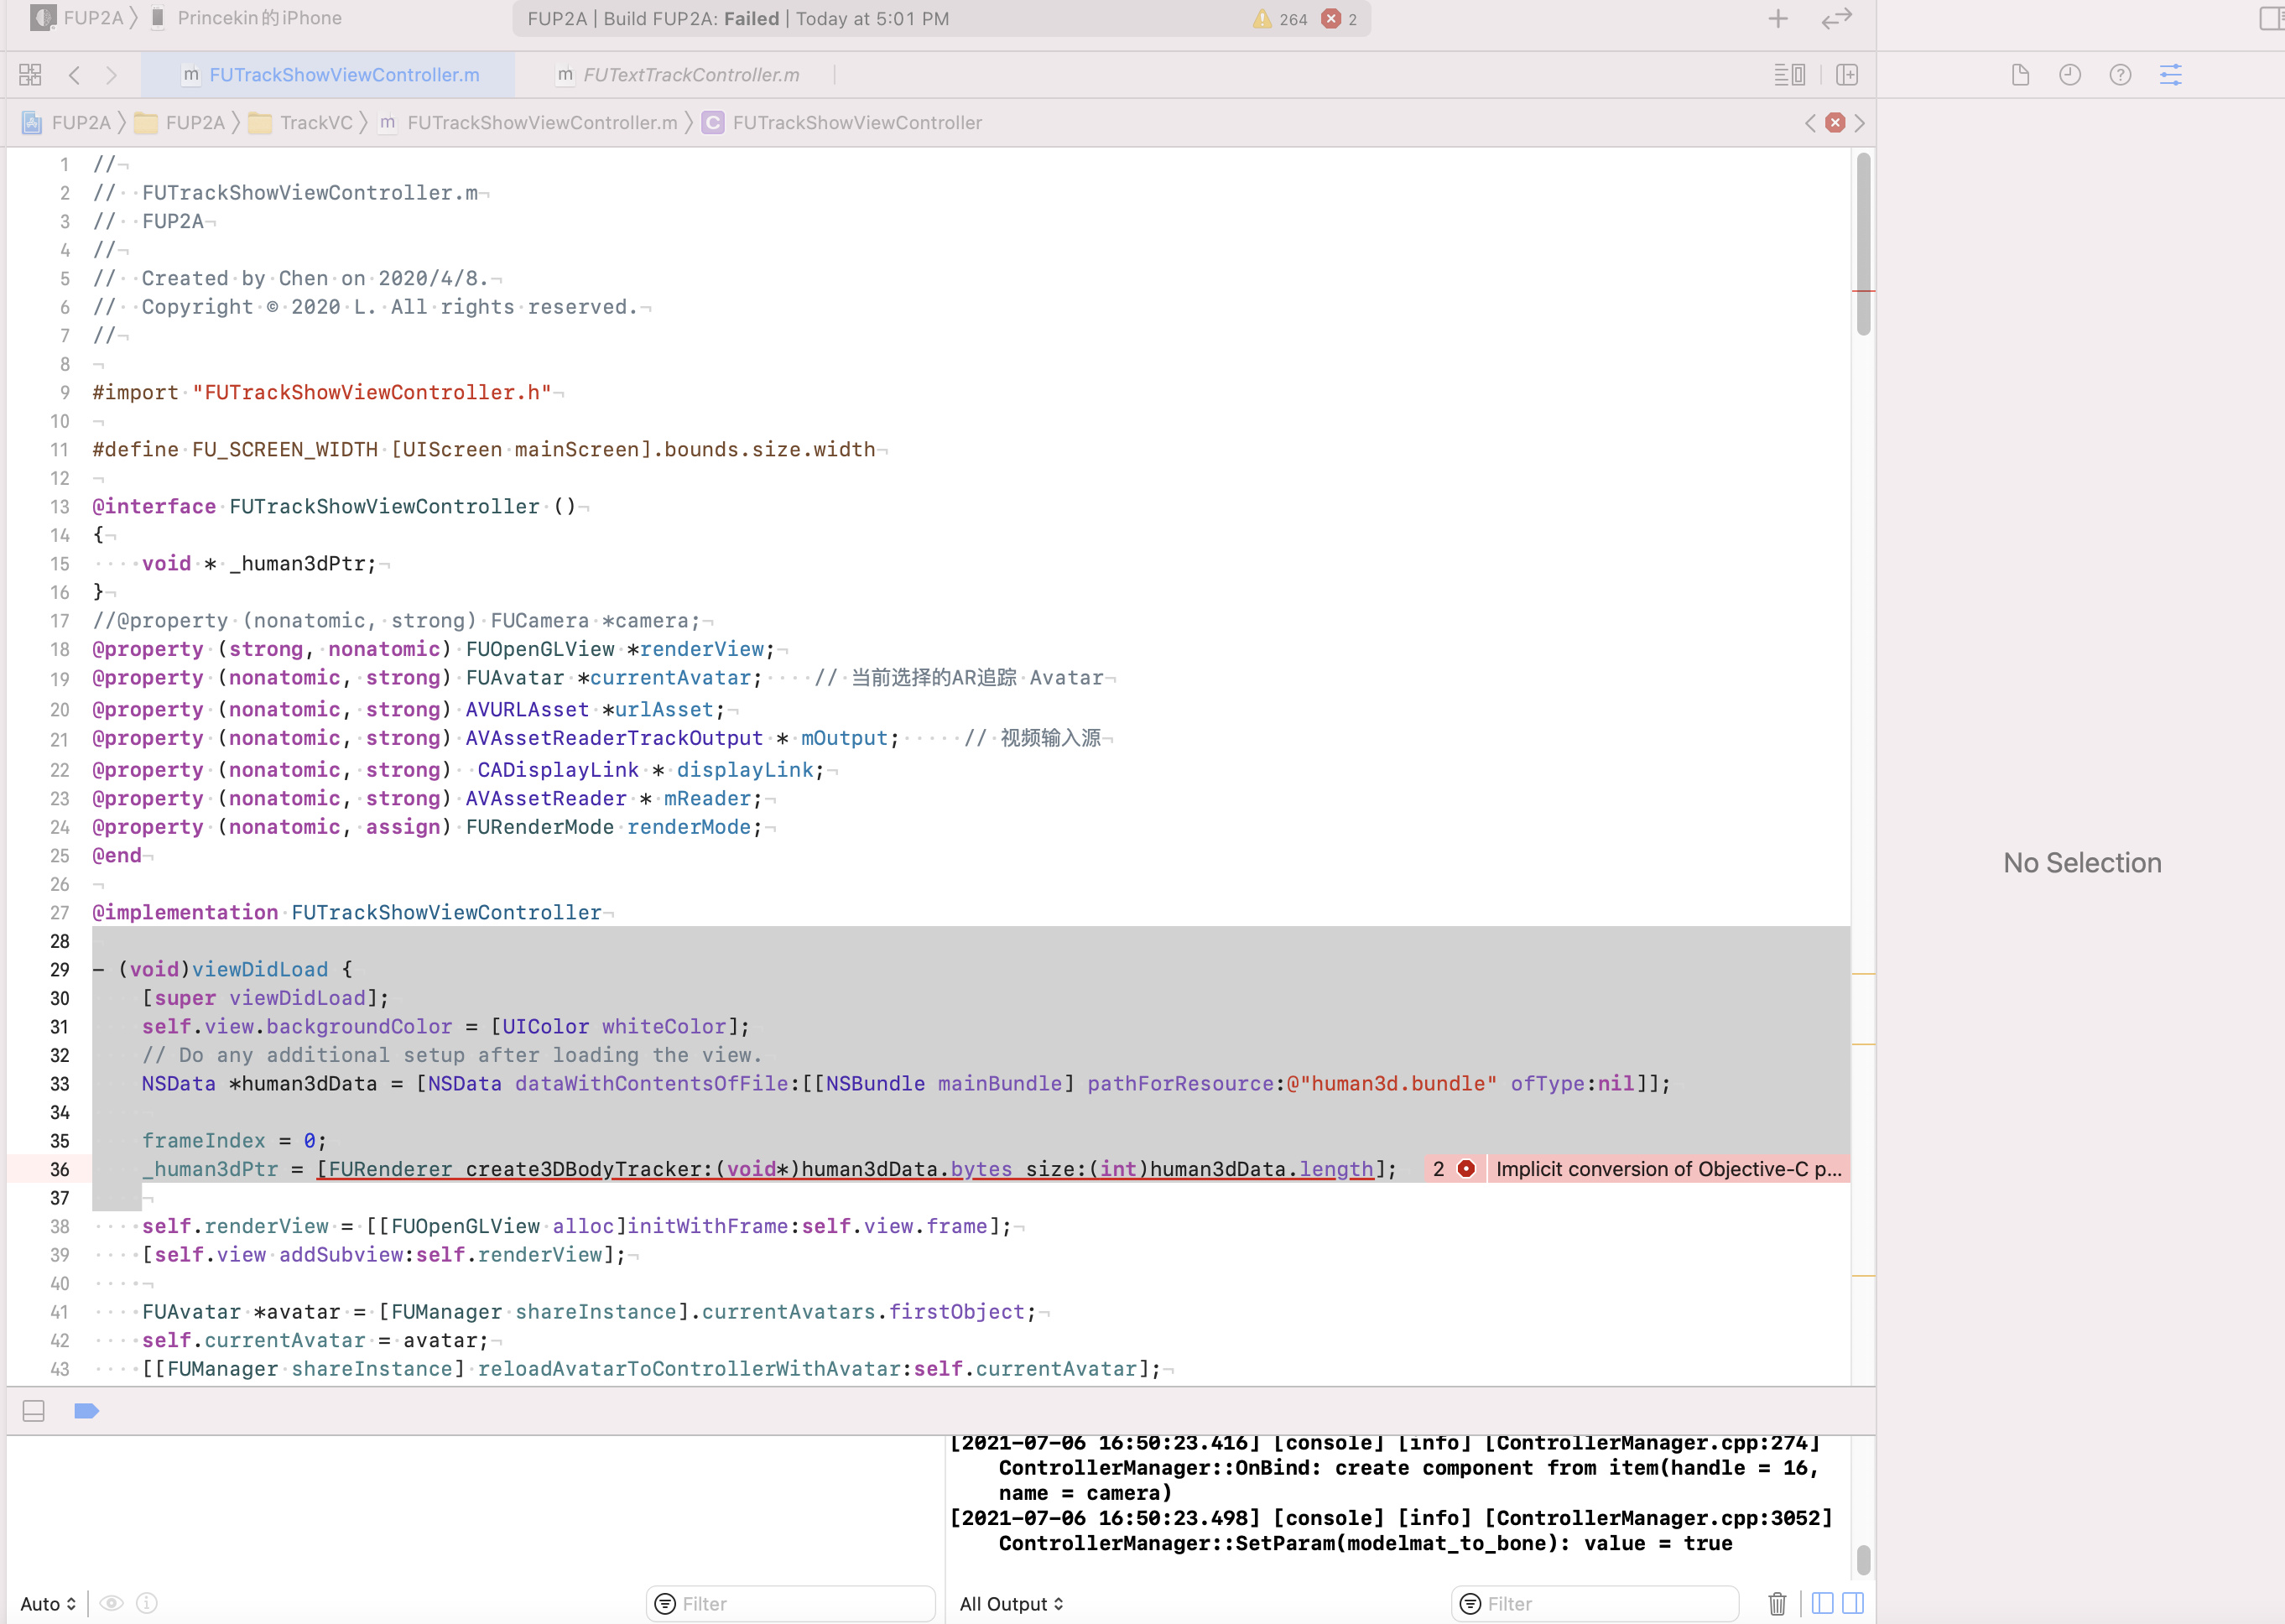 FUP2A 〉 Princekin的iPhone
FUP2A | Build FUP2A: Failed | Today at 5:01 PM 264 2
FUTrackShowViewController.m FUTextTrackController.m
FUP2A 〉 FUP2A 〉 TrackVC 〉 m FUTrackShowViewController.m 〉 C FUTrackShowViewController
1 //
2 //  FUTrackShowViewController.m
3 //  FUP2A
4 //
5 //  Created by Chen on 2020/4/8.
6 //  Copyright © 2020 L. All rights reserved.
7 //
8
9 #import "FUTrackShowViewController.h"
10
11 #define FU_SCREEN_WIDTH [UIScreen mainScreen].bounds.size.width
12
13 @interface FUTrackShowViewController ()
14 {
15     void * _human3dPtr;
16 }
17 //@property (nonatomic, strong) FUCamera *camera;
18 @property (strong, nonatomic) FUOpenGLView *renderView;
19 @property (nonatomic, strong) FUAvatar *currentAvatar;    // 当前选择的AR追踪 Avatar
20 @property (nonatomic, strong) AVURLAsset *urlAsset;
21 @property (nonatomic, strong) AVAssetReaderTrackOutput * mOutput;     // 视频输入源
22 @property (nonatomic, strong)  CADisplayLink * displayLink;
23 @property (nonatomic, strong) AVAssetReader * mReader;
24 @property (nonatomic, assign) FURenderMode renderMode;
25 @end
26
27 @implementation FUTrackShowViewController
28
29 - (void)viewDidLoad {
30     [super viewDidLoad];
31     self.view.backgroundColor = [UIColor whiteColor];
32     // Do any additional setup after loading the view.
33     NSData *human3dData = [NSData dataWithContentsOfFile:[[NSBundle mainBundle] pathForResource:@"human3d.bundle" ofType:nil]];
34
35     frameIndex = 0;
36     _human3dPtr = [FURenderer create3DBodyTracker:(void*)human3dData.bytes size:(int)human3dData.length]; 2 Implicit conversion of Objective-C p...
37
38     self.renderView = [[FUOpenGLView alloc]initWithFrame:self.view.frame];
39     [self.view addSubview:self.renderView];
40
41     FUAvatar *avatar = [FUManager shareInstance].currentAvatars.firstObject;
42     self.currentAvatar = avatar;
43     [[FUManager shareInstance] reloadAvatarToControllerWithAvatar:self.currentAvatar];
No Selection
[2021-07-06 16:50:23.416] [console] [info] [ControllerManager.cpp:274]
ControllerManager::OnBind: create component from item(handle = 16,
name = camera)
[2021-07-06 16:50:23.498] [console] [info] [ControllerManager.cpp:3052]
ControllerManager::SetParam(modelmat_to_bone): value = true
Auto Filter All Output Filter